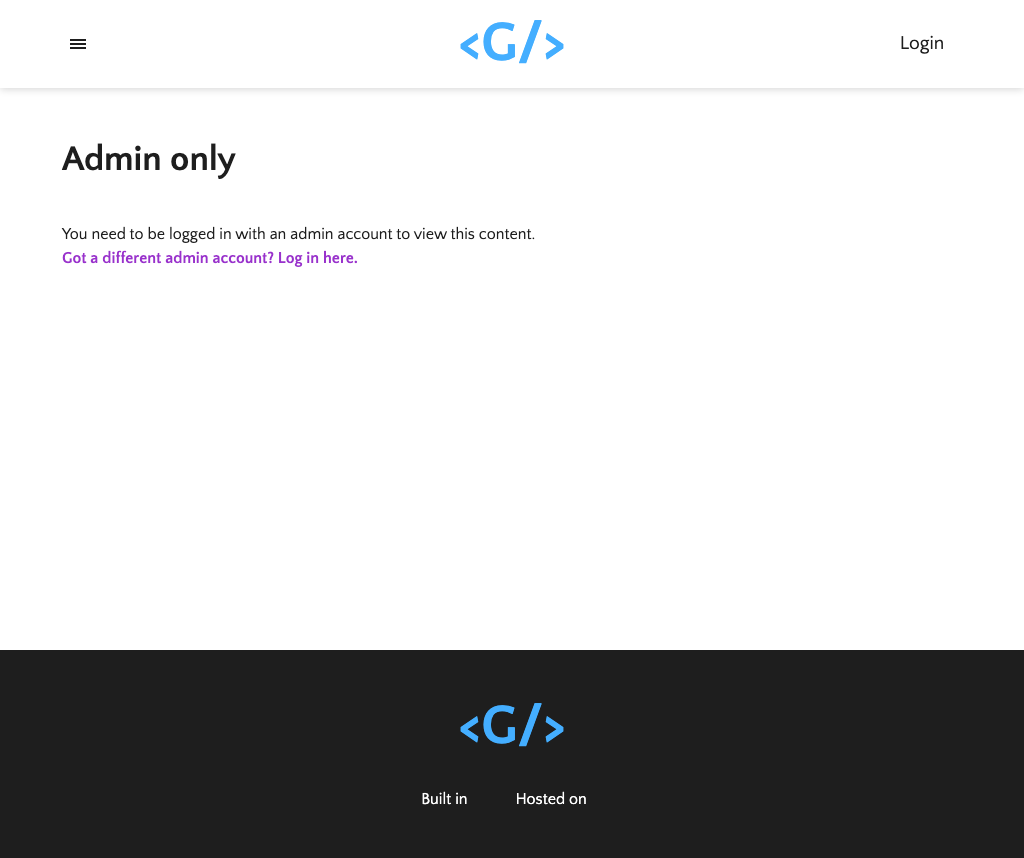 <G/>
Login
Admin only
You need to be logged in with an admin account to view this content.
Got a different admin account? Log in here.
<G/>
Built in
Hosted on